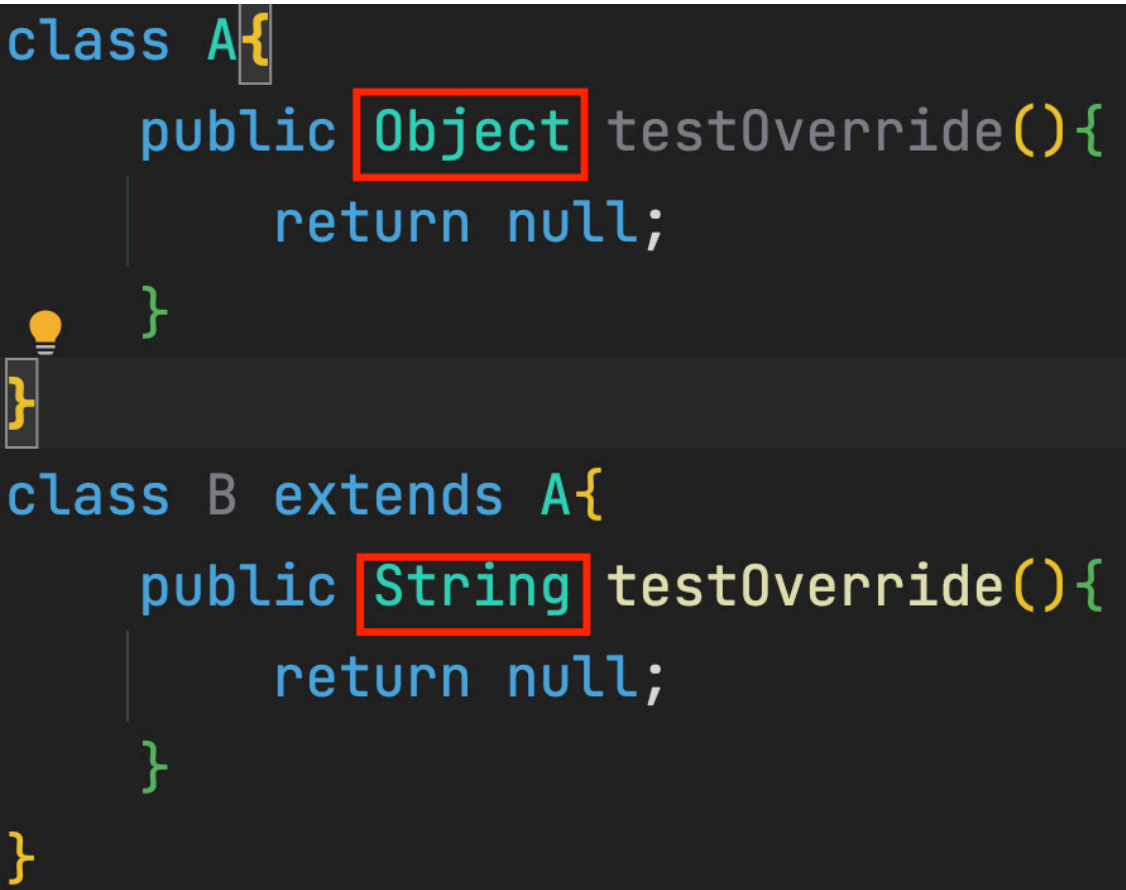 class A{
    public Object testOverride(){
        return null;
    }
}
class B extends A{
    public String testOverride(){
        return null;
    }
}